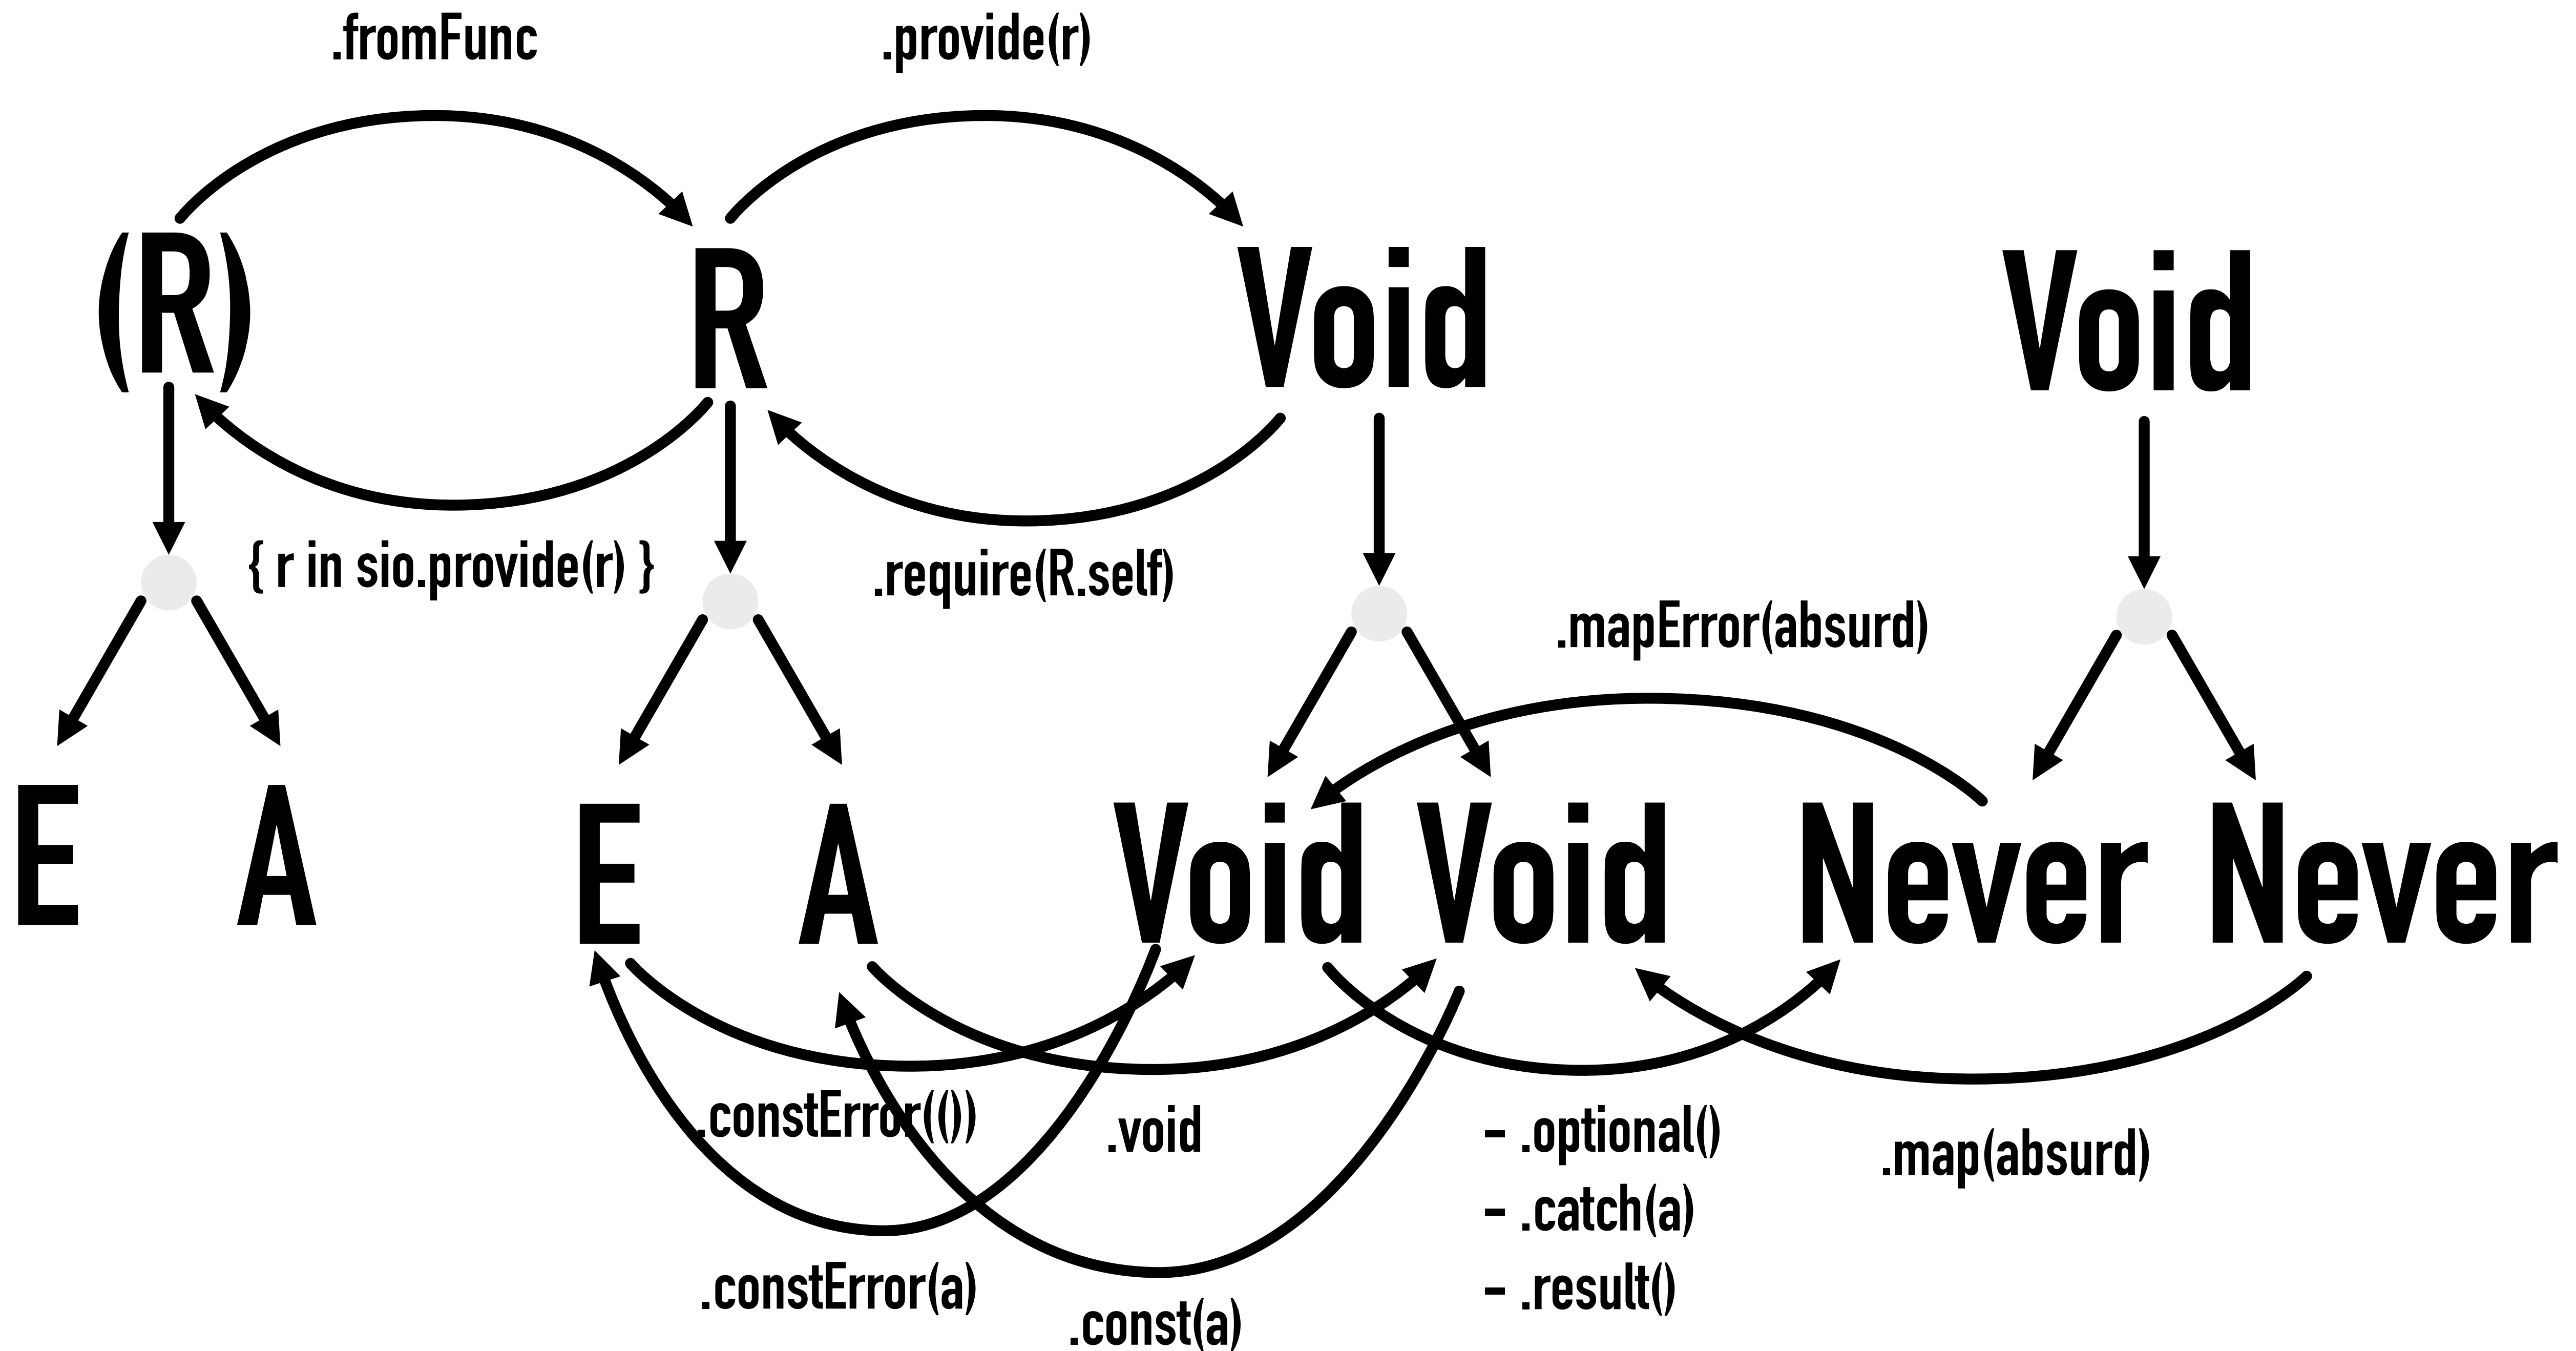 .fromFunc
.provide(r)
(R)
R
Void
Void
{ r in sio.provide(r) }
.require(R.self)
.mapError(absurd)
E
A
E
A
Void
Void
Never
Never
.constError(())
.void
- .optional()
.map(absurd)
- .catch(a)
.constError(a)
- .result()
.const(a)